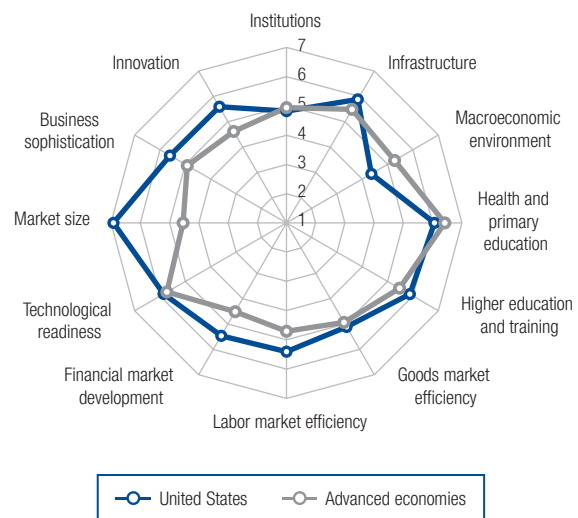 Institutions
7
6
5
4
3
2
1
Infrastructure
Macroeconomic
environment
Health and
primary
education
Higher education
and training
Goods market
efficiency
Labor market efficiency
Financial market
development
Technological
readiness
Market size
Business
sophistication
Innovation
United States
Advanced economies